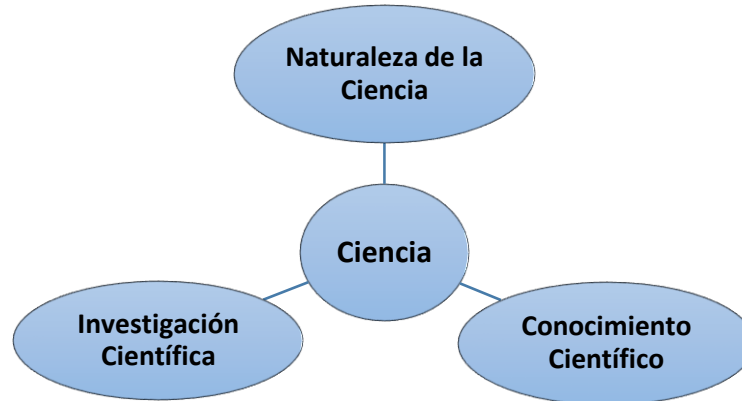 Naturaleza de la
Ciencia
Ciencia
Investigación
Científica
Conocimiento
Científico